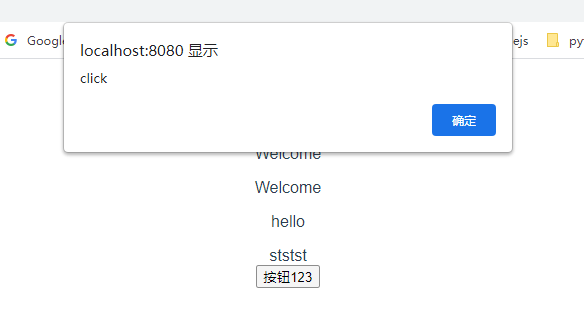 Google
ejs
py
localhost:8080 显示
click
确定
Welcome
Welcome
hello
ststst
按钮123